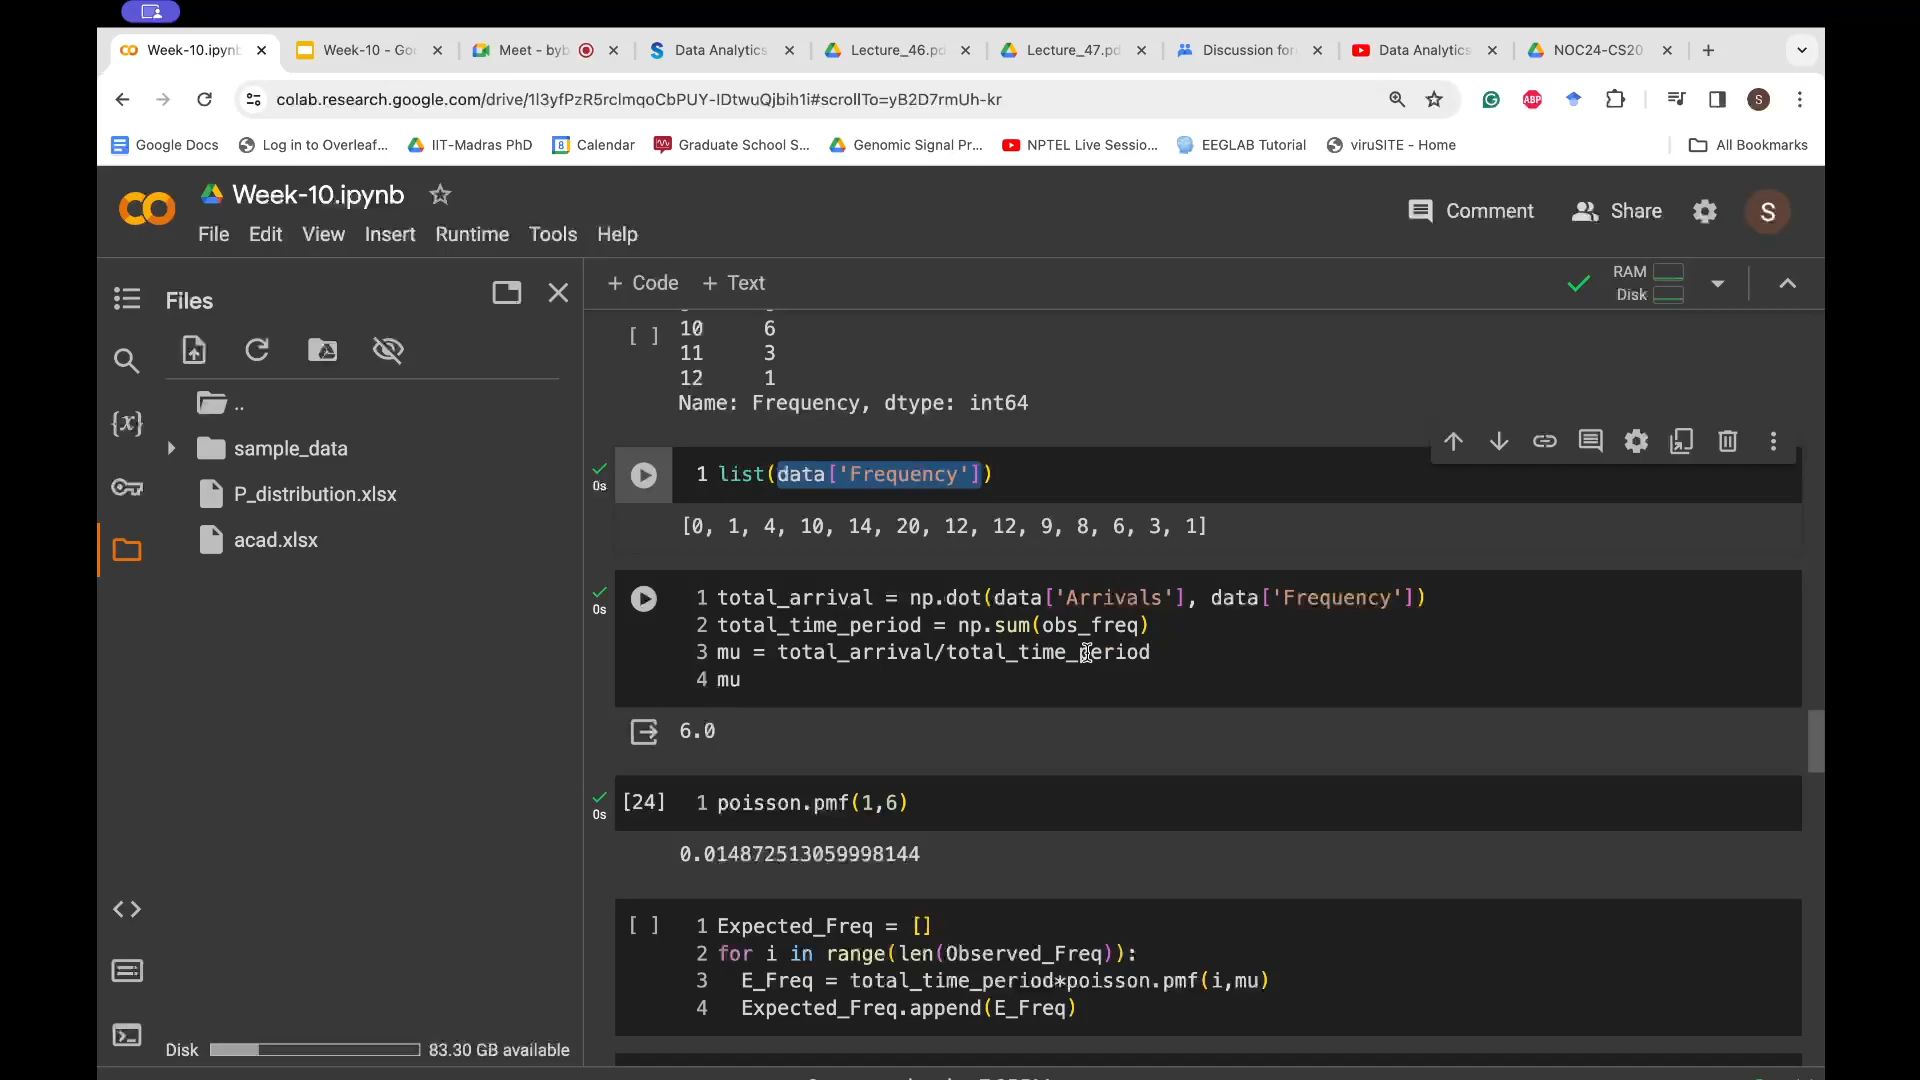 Week-10.ipynb
Week-10 - Goo
Meet - byb
Data Analytics
Lecture_46.pd
Lecture_47.pd
Discussion for
Data Analytics
NOC24-CS20
colab.research.google.com/drive/1l3yfPzR5rclmqoCbPUY-IDtwuQjbih1i#scrollTo=yB2D7rmUh-kr
ABP
S
Google Docs
Log in to Overleaf...
IIT-Madras PhD
8
Calendar
Graduate School S...
Genomic Signal Pr...
NPTEL Live Sessio...
EEGLAB Tutorial
viruSITE - Home
All Bookmarks
Week-10.ipynb
Comment
Share
S
File Edit View Insert Runtime Tools Help
Files
+ Code + Text
RAM
Disk
..
sample_data
P_distribution.xlsx
acad.xlsx
{x}
Disk
83.30 GB available
[ ]
10 6
11 3
12 1
Name: Frequency, dtype: int64
0s
1 list(data['Frequency'])
[0, 1, 4, 10, 14, 20, 12, 12, 9, 8, 6, 3, 1]
0s
1 total_arrival = np.dot(data['Arrivals'], data['Frequency'])
2 total_time_period = np.sum(obs_freq)
3 mu = total_arrival/total_time_period
4 mu
6.0
0s
[24] 1 poisson.pmf(1,6)
0.014872513059998144
[ ] 1 Expected_Freq = []
2 for i in range(len(Observed_Freq)):
3 E_Freq = total_time_period*poisson.pmf(i,mu)
4 Expected_Freq.append(E_Freq)